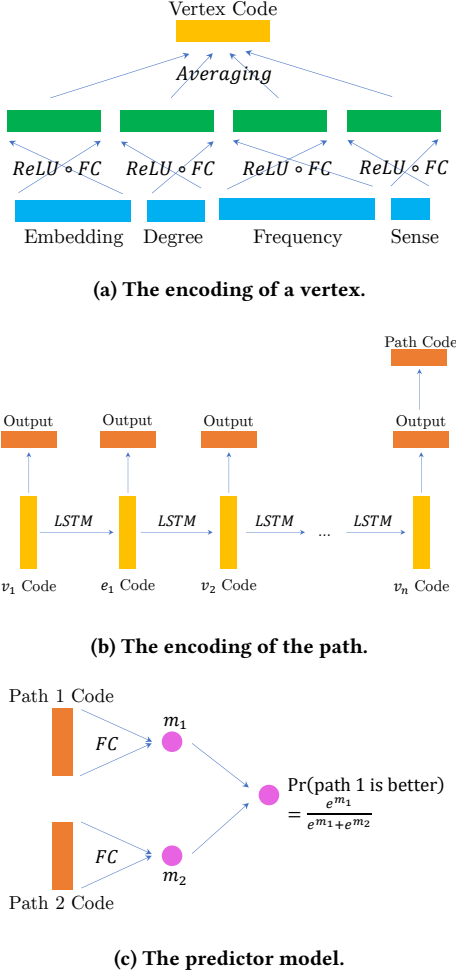 Vertex Code
Averaging
ReLU ∘ FC ReLU ∘ FC ReLU ∘ FC ReLU ∘ FC
Embedding Degree Frequency Sense
(a) The encoding of a vertex.
Path Code
Output Output Output Output
LSTM LSTM LSTM ... LSTM
v₁ Code e₁ Code v₂ Code vₙ Code
(b) The encoding of the path.
Path 1 Code
FC m₁
Pr(path 1 is better)
= e^{m₁} / (e^{m₁}+e^{m₂})
FC m₂
Path 2 Code
(c) The predictor model.